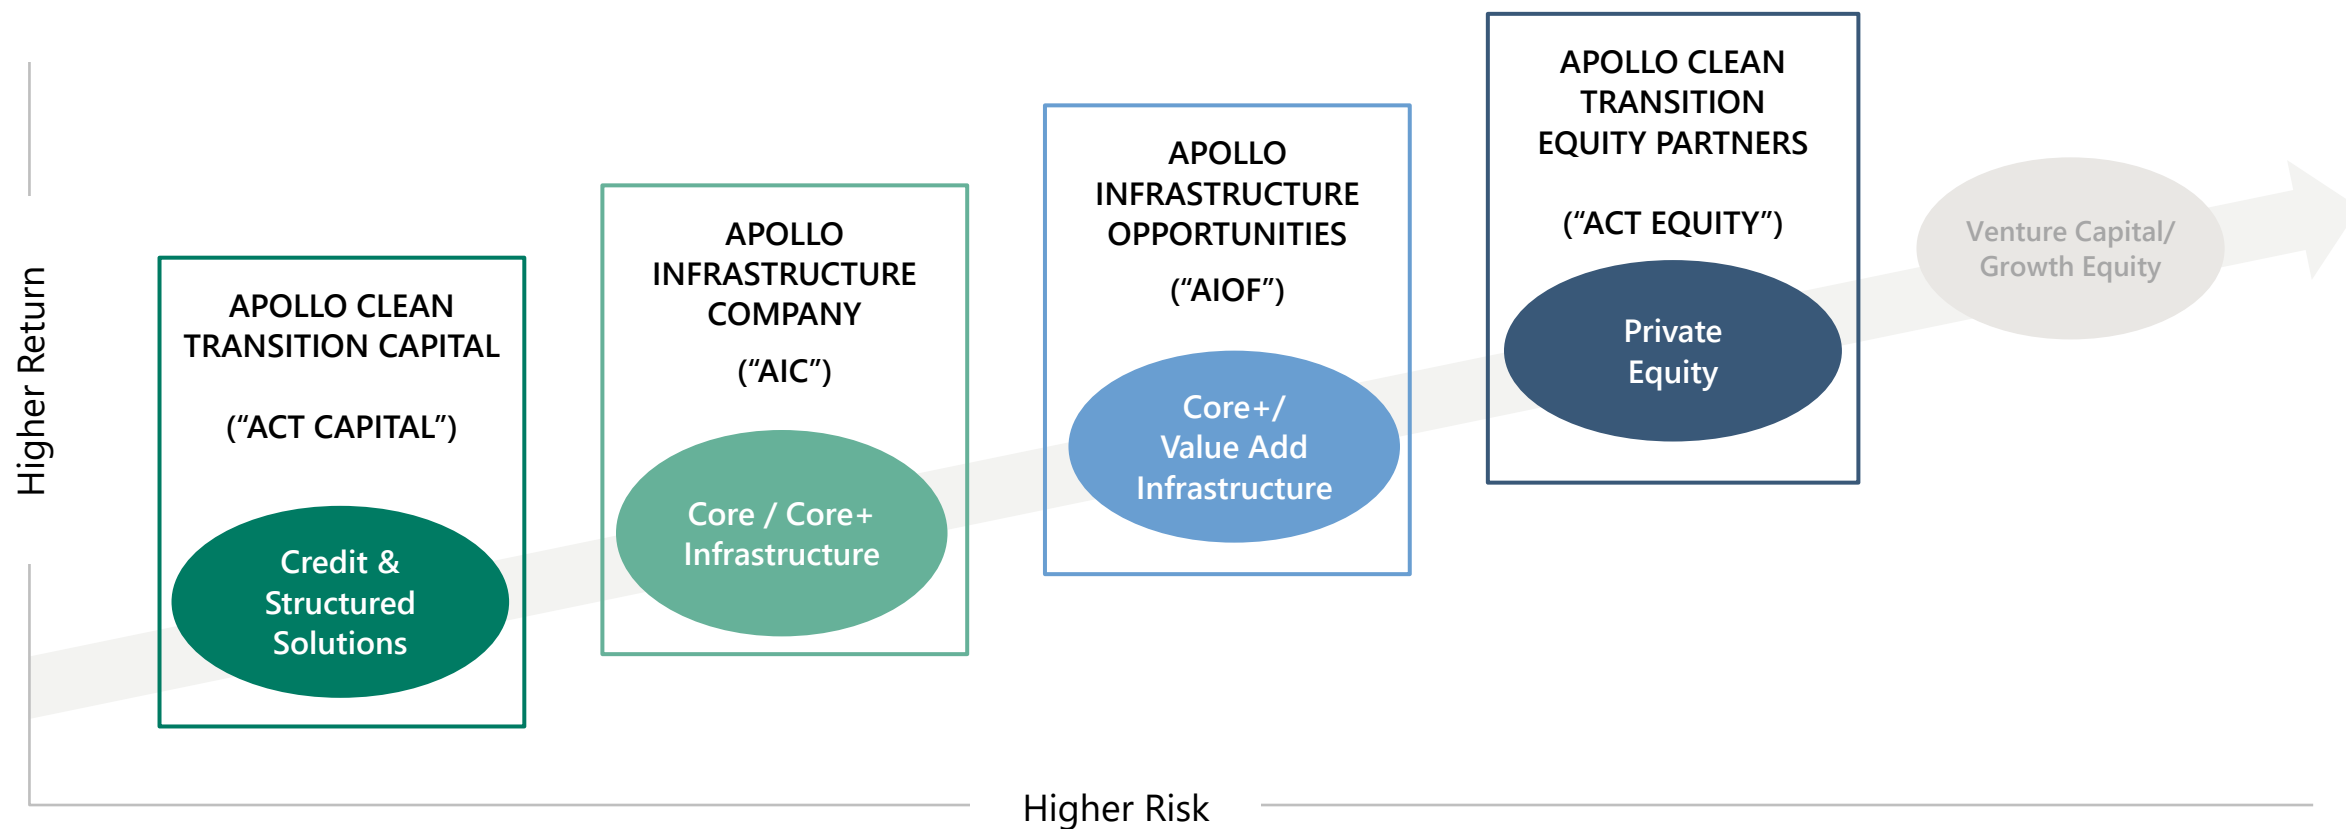 Higher Return
APOLLO CLEAN
TRANSITION CAPITAL
(“ACT CAPITAL”)
Credit &
Structured
Solutions
APOLLO
INFRASTRUCTURE
COMPANY
(“AIC”)
Core / Core+
Infrastructure
APOLLO
INFRASTRUCTURE
OPPORTUNITIES
(“AIOF”)
Core+/
Value Add
Infrastructure
APOLLO CLEAN
TRANSITION
EQUITY PARTNERS
(“ACT EQUITY”)
Private
Equity
Venture Capital/
Growth Equity
Higher Risk